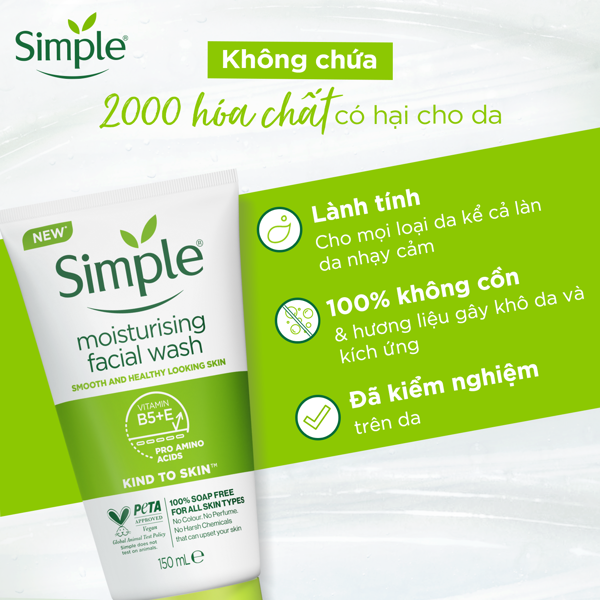 Simple®
Không chứa
2000 hóa chất có hại cho da
Lành tính
Cho mọi loại da kể cả làn
da nhạy cảm
100% không cồn
& hương liệu gây khô da và
kích ứng
Đã kiểm nghiệm
trên da
NEW*
Simple®
moisturising
facial wash
SMOOTH AND HEALTHY LOOKING SKIN
VITAMIN
B5+E
PRO AMINO
ACIDS
KIND TO SKIN™
PETA
APPROVED
Vegan
Global Animal Test Policy
Simple does not
test on animals.
100% SOAP FREE
FOR ALL SKIN TYPES
No Colour. No Perfume.
No Harsh Chemicals
that can upset your skin
150 mL e